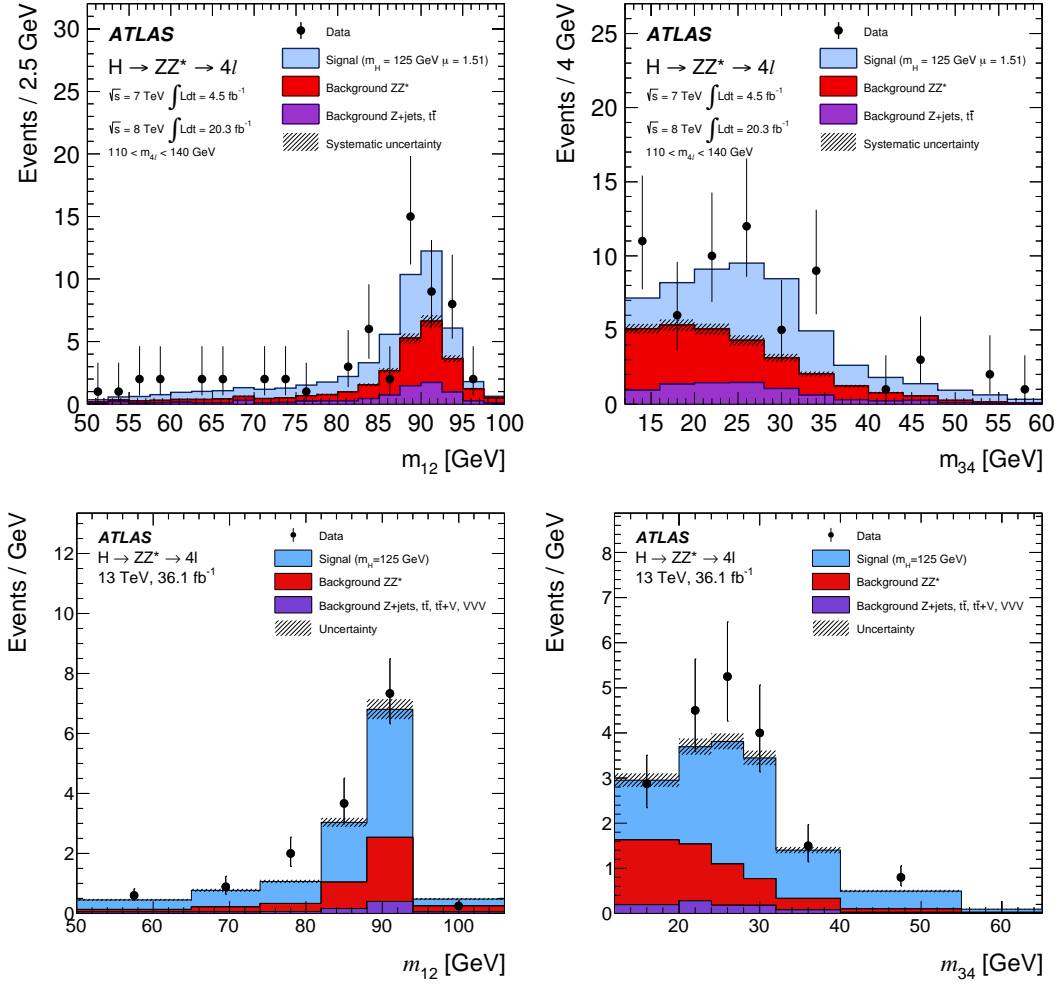 Events / 2.5 GeV
30
25
20
15
10
5
0
ATLAS
H → ZZ* → 4l
√s = 7 TeV ∫Ldt = 4.5 fb⁻¹
√s = 8 TeV ∫Ldt = 20.3 fb⁻¹
110 < m₄ₗ < 140 GeV
Data
Signal (m_H = 125 GeV μ = 1.51)
Background ZZ*
Background Z+jets, tt̄
Systematic uncertainty
50 55 60 65 70 75 80 85 90 95 100
m₁₂ [GeV]
Events / 4 GeV
25
20
15
10
5
0
ATLAS
H → ZZ* → 4l
√s = 7 TeV ∫Ldt = 4.5 fb⁻¹
√s = 8 TeV ∫Ldt = 20.3 fb⁻¹
110 < m₄ₗ < 140 GeV
Data
Signal (m_H = 125 GeV μ = 1.51)
Background ZZ*
Background Z+jets, tt̄
Systematic uncertainty
15 20 25 30 35 40 45 50 55 60
m₃₄ [GeV]
Events / GeV
12
10
8
6
4
2
0
ATLAS
H → ZZ* → 4l
13 TeV, 36.1 fb⁻¹
Data
Signal (m_H=125 GeV)
Background ZZ*
Background Z+jets, tt̄, tt̄+V, VVV
Uncertainty
50 60 70 80 90 100
m₁₂ [GeV]
Events / GeV
8
7
6
5
4
3
2
1
0
ATLAS
H → ZZ* → 4l
13 TeV, 36.1 fb⁻¹
Data
Signal (m_H=125 GeV)
Background ZZ*
Background Z+jets, tt̄, tt̄+V, VVV
Uncertainty
20 30 40 50 60
m₃₄ [GeV]